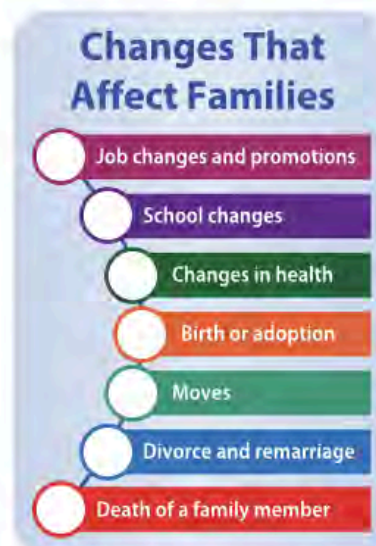 Changes That
Affect Families
Job changes and promotions
School changes
Changes in health
Birth or adoption
Moves
Divorce and remarriage
Death of a family member